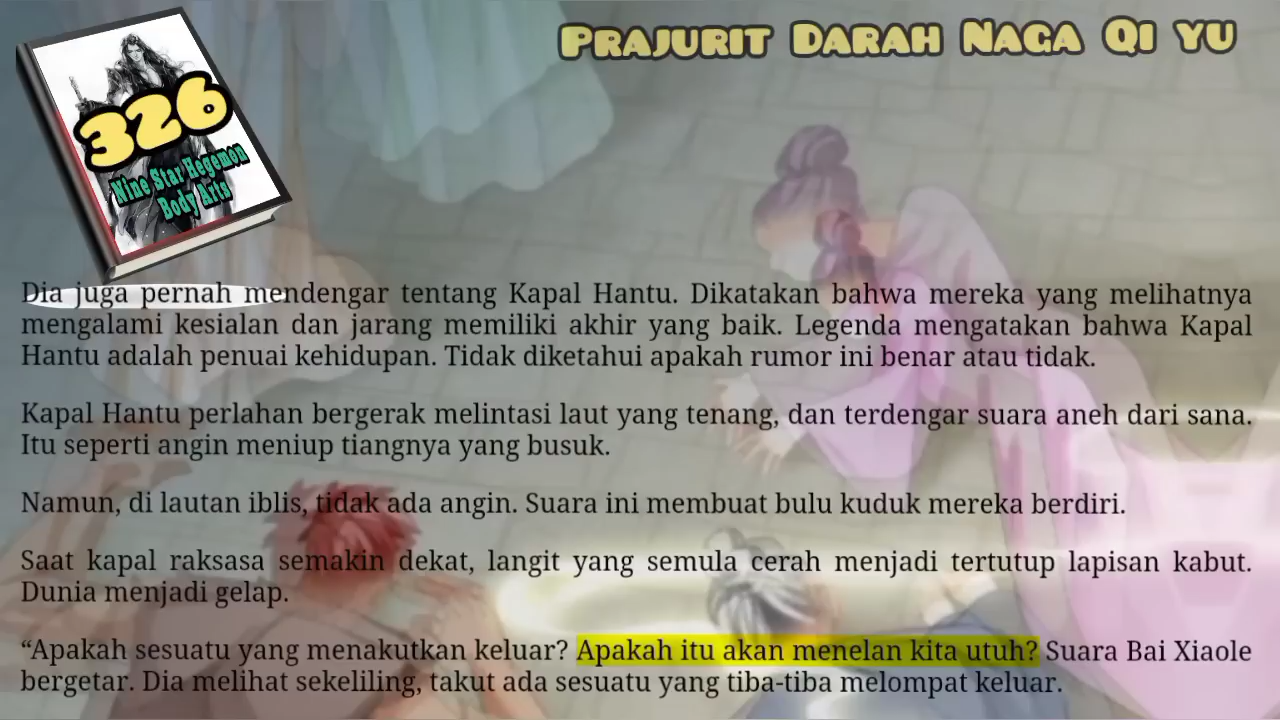 Prajurit Darah Naga Qi yu
326
Nine Star Hegemon
Body Arts
Dia juga pernah mendengar tentang Kapal Hantu. Dikatakan bahwa mereka yang melihatnya
mengalami kesialan dan jarang memiliki akhir yang baik. Legenda mengatakan bahwa Kapal
Hantu adalah penuai kehidupan. Tidak diketahui apakah rumor ini benar atau tidak.
Kapal Hantu perlahan bergerak melintasi laut yang tenang, dan terdengar suara aneh dari sana.
Itu seperti angin meniup tiangnya yang busuk.
Namun, di lautan iblis, tidak ada angin. Suara ini membuat bulu kuduk mereka berdiri.
Saat kapal raksasa semakin dekat, langit yang semula cerah menjadi tertutup lapisan kabut.
Dunia menjadi gelap.
“Apakah sesuatu yang menakutkan keluar? Apakah itu akan menelan kita utuh? Suara Bai Xiaole
bergetar. Dia melihat sekeliling, takut ada sesuatu yang tiba-tiba melompat keluar.